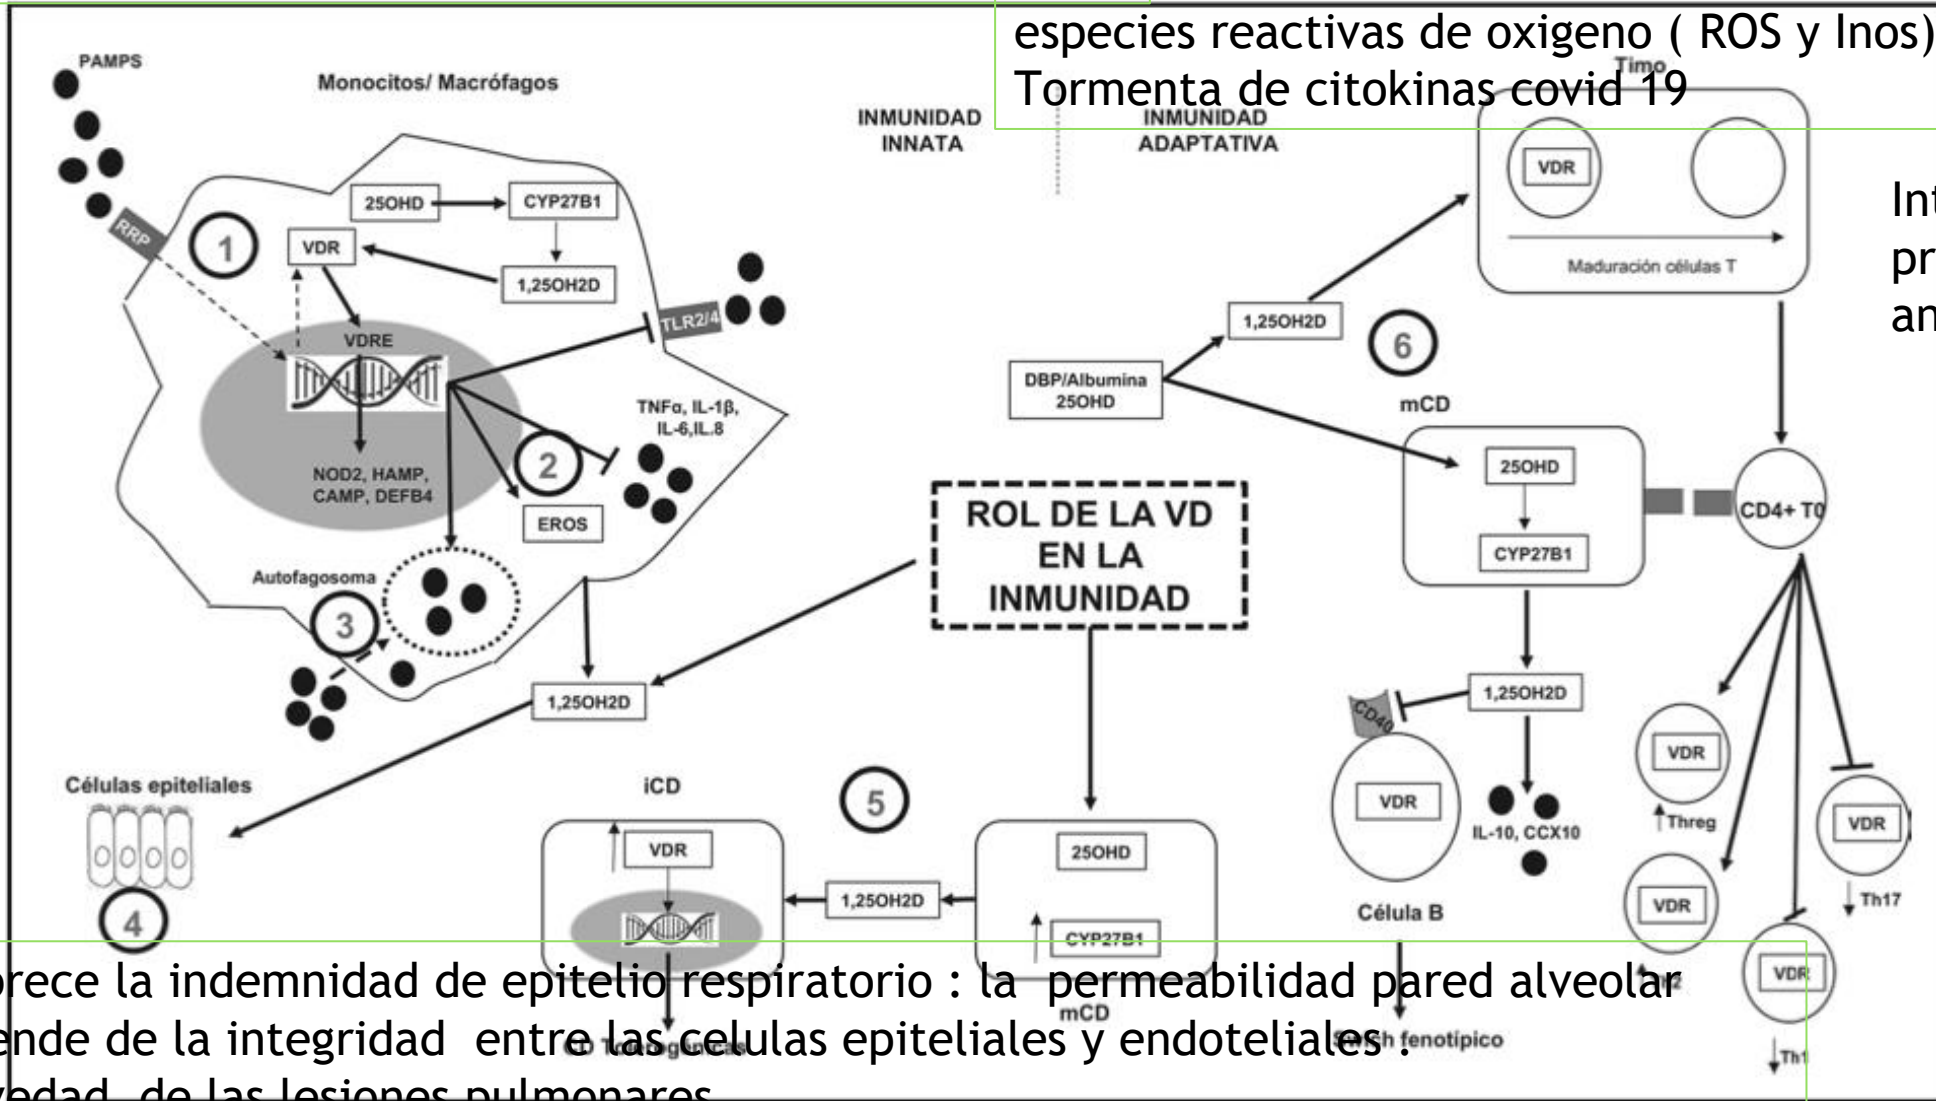 especies reactivas de oxigeno ( ROS y Inos)
Tormenta de citokinas covid 19
PAMPS
Monocitos/ Macrófagos
INMUNIDAD
INNATA
INMUNIDAD
ADAPTATIVA
Timo
VDR
Maduración células T
RRP
1
25OHD
CYP27B1
VDR
1,25OH2D
TLR2/4
VDRE
NOD2, HAMP,
CAMP, DEFB4
2
TNFα, IL-1β,
IL-6,IL.8
EROS
Autofagosoma
3
1,25OH2D
Células epiteliales
4
ROL DE LA VD
EN LA
INMUNIDAD
DBP/Albumina
25OHD
1,25OH2D
6
mCD
25OHD
CYP27B1
CD4+ T0
1,25OH2D
CD40
VDR
IL-10, CCX10
Célula B
VDR
Threg
VDR
Th17
VDR
VDR
Th1
iCD
5
VDR
1,25OH2D
25OHD
CYP27B1
mCD
fenotípico
la indemnidad de epitelio respiratorio : la permeabilidad pared alveolar
de la integridad entre las celulas epiteliales y endoteliales .
de las lesiones pulmonares